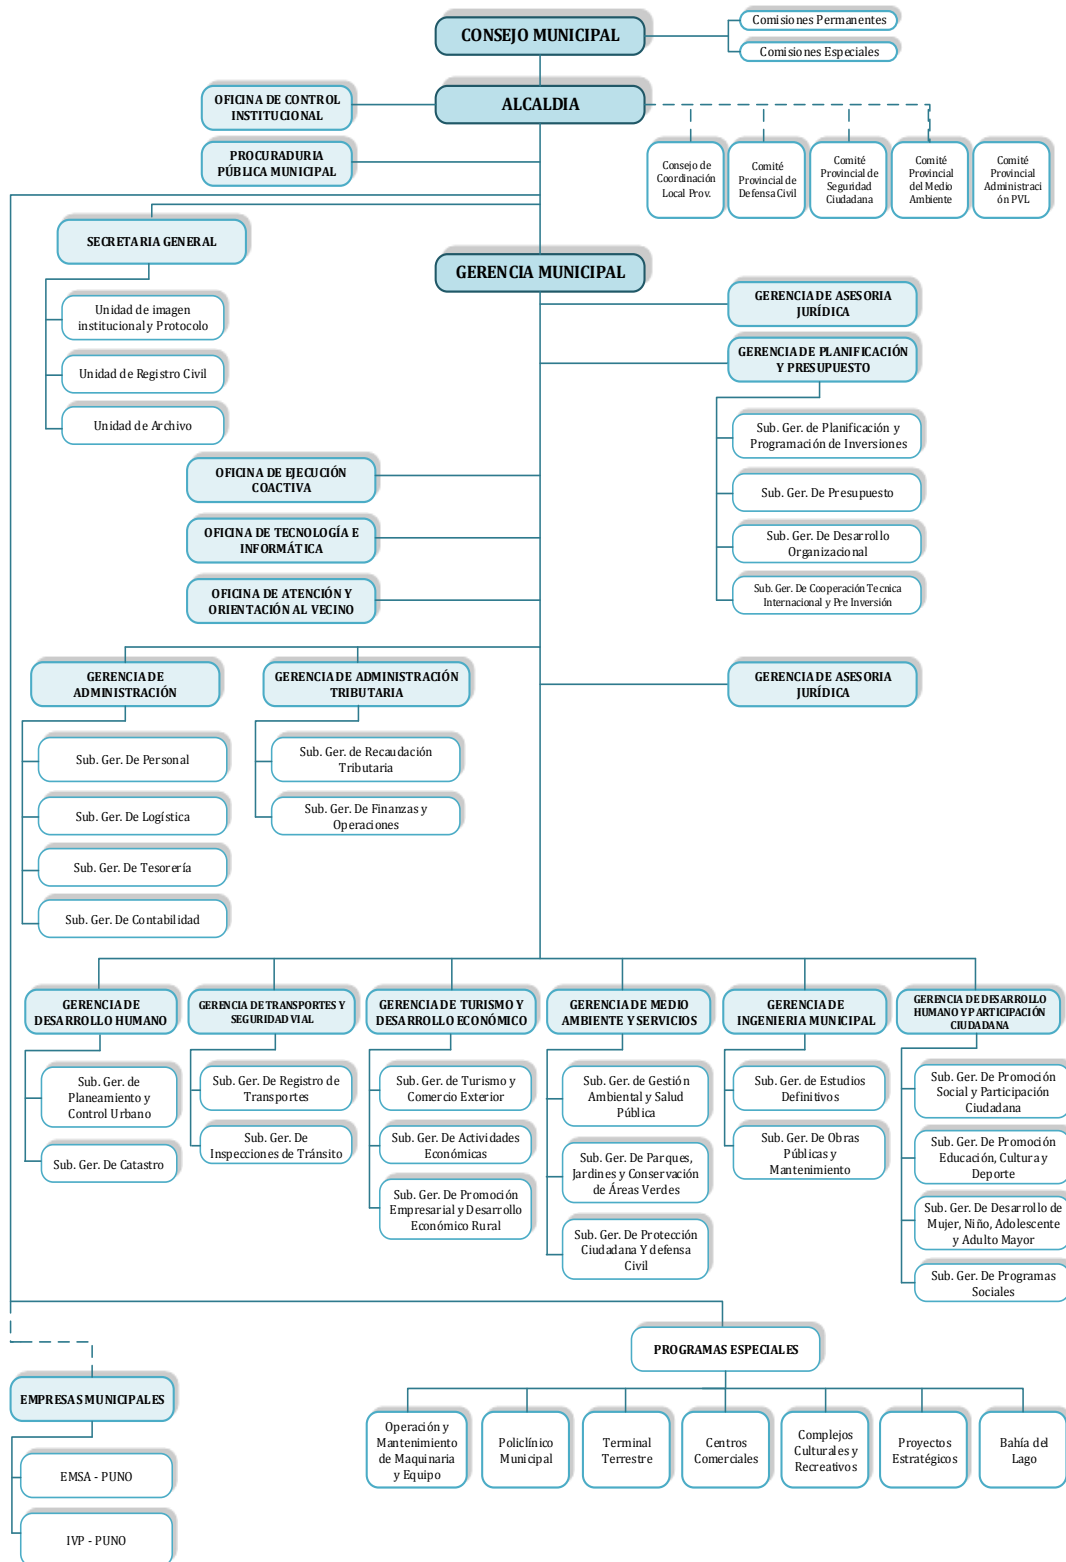 CONSEJO MUNICIPAL
Comisiones Permanentes
Comisiones Especiales
OFICINA DE CONTROL
INSTITUCIONAL
ALCALDIA
PROCURADURIA
PÚBLICA MUNICIPAL
Consejo de
Coordinación
Local Prov.
Comité
Provincial de
Defensa Civil
Comité
Provincial de
Seguridad
Ciudadana
Comité
Provincial
del Medio
Ambiente
Comité
Provincial
Administraci
ón PVL
SECRETARIA GENERAL
Unidad de imagen
institucional y Protocolo
Unidad de Registro Civil
Unidad de Archivo
GERENCIA MUNICIPAL
GERENCIA DE ASESORIA
JURÍDICA
GERENCIA DE PLANIFICACIÓN
Y PRESUPUESTO
Sub. Ger. de Planificación y
Programación de Inversiones
Sub. Ger. De Presupuesto
Sub. Ger. De Desarrollo
Organizacional
Sub. Ger. De Cooperación Tecnica
Internacional y Pre Inversión
OFICINA DE EJECUCIÓN
COACTIVA
OFICINA DE TECNOLOGÍA E
INFORMÁTICA
OFICINA DE ATENCIÓN Y
ORIENTACIÓN AL VECINO
GERENCIA DE
ADMINISTRACIÓN
Sub. Ger. De Personal
Sub. Ger. De Logística
Sub. Ger. De Tesorería
Sub. Ger. De Contabilidad
GERENCIA DE ADMINISTRACIÓN
TRIBUTARIA
Sub. Ger. de Recaudación
Tributaria
Sub. Ger. De Finanzas y
Operaciones
GERENCIA DE ASESORIA
JURÍDICA
GERENCIA DE
DESARROLLO HUMANO
Sub. Ger. de
Planeamiento y
Control Urbano
Sub. Ger. De Catastro
GERENCIA DE TRANSPORTES Y
SEGURIDAD VIAL
Sub. Ger. De Registro de
Transportes
Sub. Ger. De
Inspecciones de Tránsito
GERENCIA DE TURISMO Y
DESARROLLO ECONÓMICO
Sub. Ger. de Turismo y
Comercio Exterior
Sub. Ger. De Actividades
Económicas
Sub. Ger. De Promoción
Empresarial y Desarrollo
Económico Rural
GERENCIA DE MEDIO
AMBIENTE Y SERVICIOS
Sub. Ger. de Gestión
Ambiental y Salud
Pública
Sub. Ger. De Parques,
Jardines y Conservación
de Áreas Verdes
Sub. Ger. De Protección
Ciudadana Y defensa
Civil
GERENCIA DE
INGENIERIA MUNICIPAL
Sub. Ger. de Estudios
Definitivos
Sub. Ger. De Obras
Públicas y
Mantenimiento
GERENCIA DE DESARROLLO
HUMANO Y PARTICIPACIÓN
CIUDADANA
Sub. Ger. De Promoción
Social y Participación
Ciudadana
Sub. Ger. De Promoción
Educación, Cultura y
Deporte
Sub. Ger. De Desarrollo de
Mujer, Niño, Adolescente
y Adulto Mayor
Sub. Ger. De Programas
Sociales
PROGRAMAS ESPECIALES
Operación y
Mantenimiento
de Maquinaria
y Equipo
Policlínico
Municipal
Terminal
Terrestre
Centros
Comerciales
Complejos
Culturales y
Recreativos
Proyectos
Estratégicos
Bahía del
Lago
EMPRESAS MUNICIPALES
EMSA - PUNO
IVP - PUNO